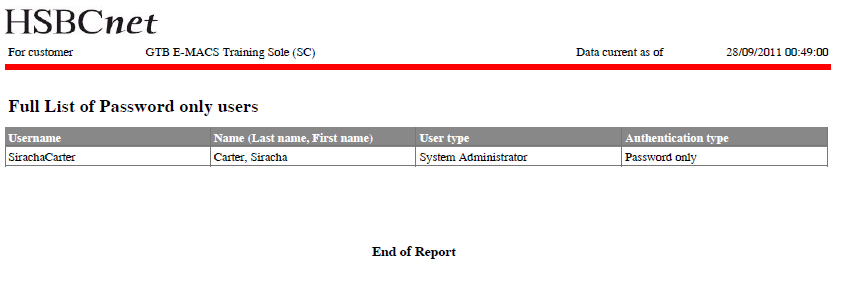 HSBCnet
For customer GTB E-MACS Training Sole (SC) Data current as of 28/09/2011 00:49:00
Full List of Password only users
Username Name (Last name, First name) User type Authentication type
SirachaCarter Carter, Siracha System Administrator Password only
End of Report